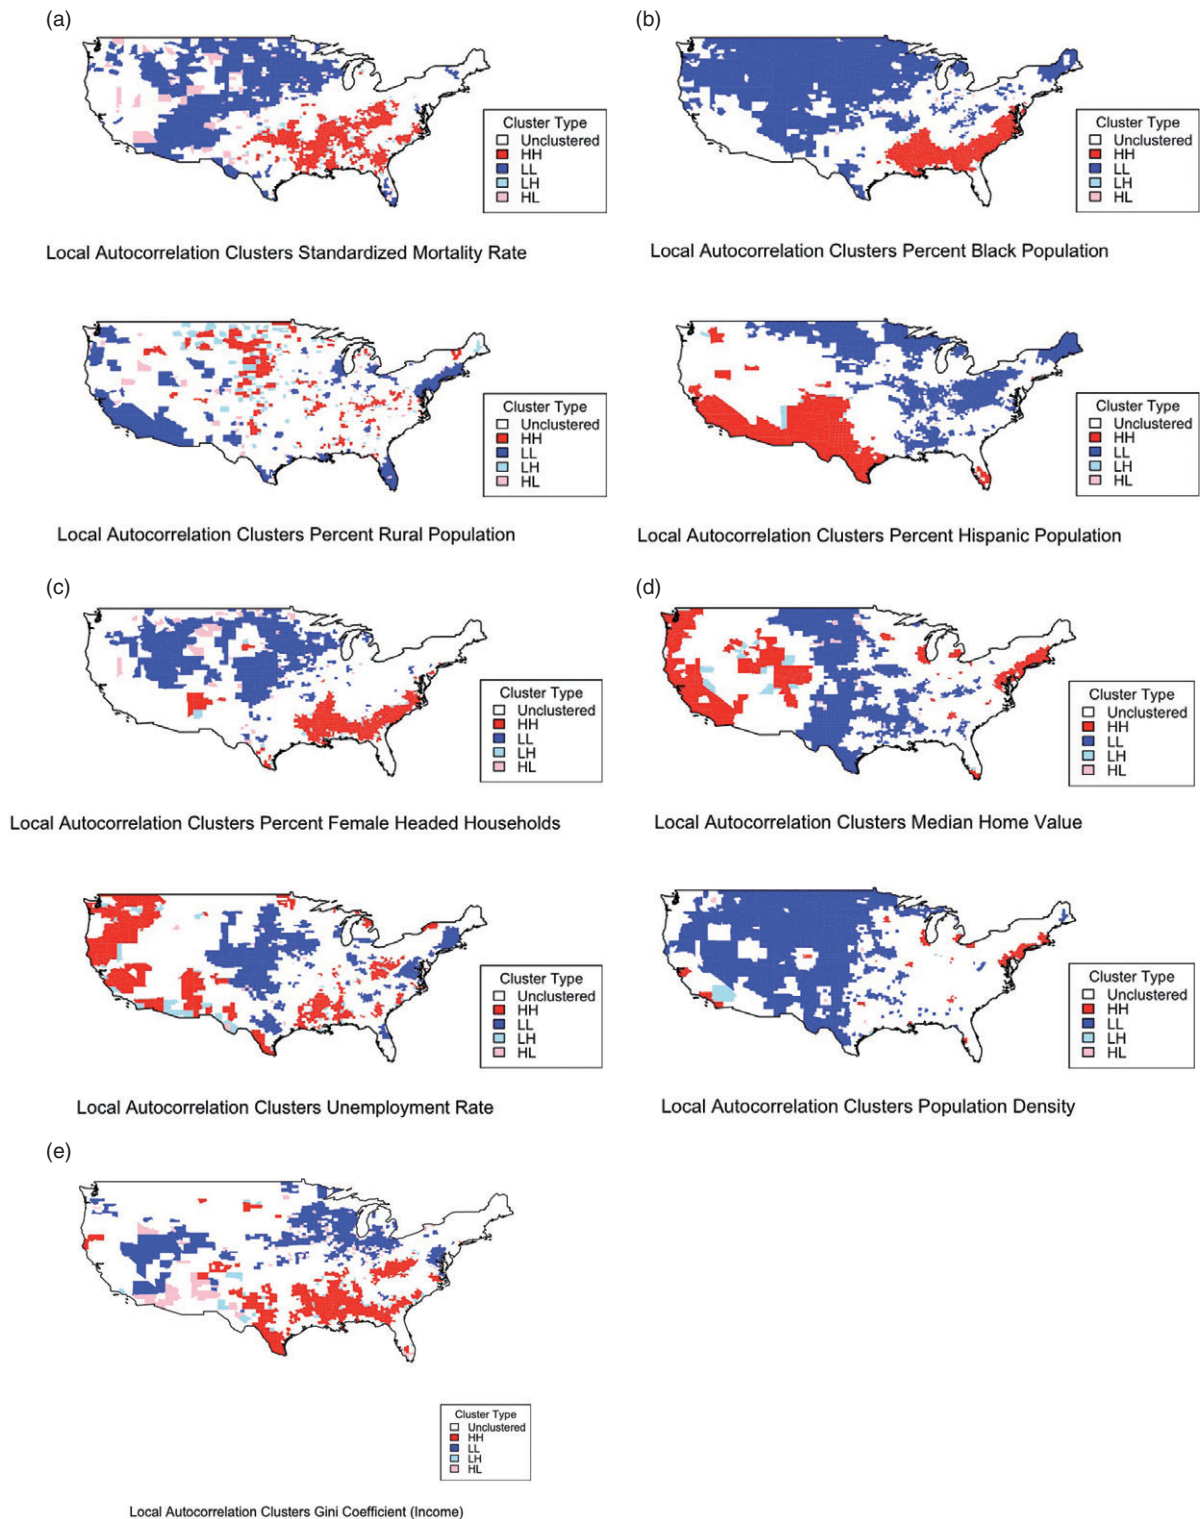 (a)
Cluster Type
Unclustered
HH
LL
LH
HL
Local Autocorrelation Clusters Standardized Mortality Rate
Cluster Type
Unclustered
HH
LL
LH
HL
Local Autocorrelation Clusters Percent Rural Population
(b)
Cluster Type
Unclustered
HH
LL
LH
HL
Local Autocorrelation Clusters Percent Black Population
Cluster Type
Unclustered
HH
LL
LH
HL
Local Autocorrelation Clusters Percent Hispanic Population
(c)
Cluster Type
Unclustered
HH
LL
LH
HL
Local Autocorrelation Clusters Percent Female Headed Households
Cluster Type
Unclustered
HH
LL
LH
HL
Local Autocorrelation Clusters Unemployment Rate
(d)
Cluster Type
Unclustered
HH
LL
LH
HL
Local Autocorrelation Clusters Median Home Value
Cluster Type
Unclustered
HH
LL
LH
HL
Local Autocorrelation Clusters Population Density
(e)
Cluster Type
Unclustered
HH
LL
LH
HL
Local Autocorrelation Clusters Gini Coefficient (Income)